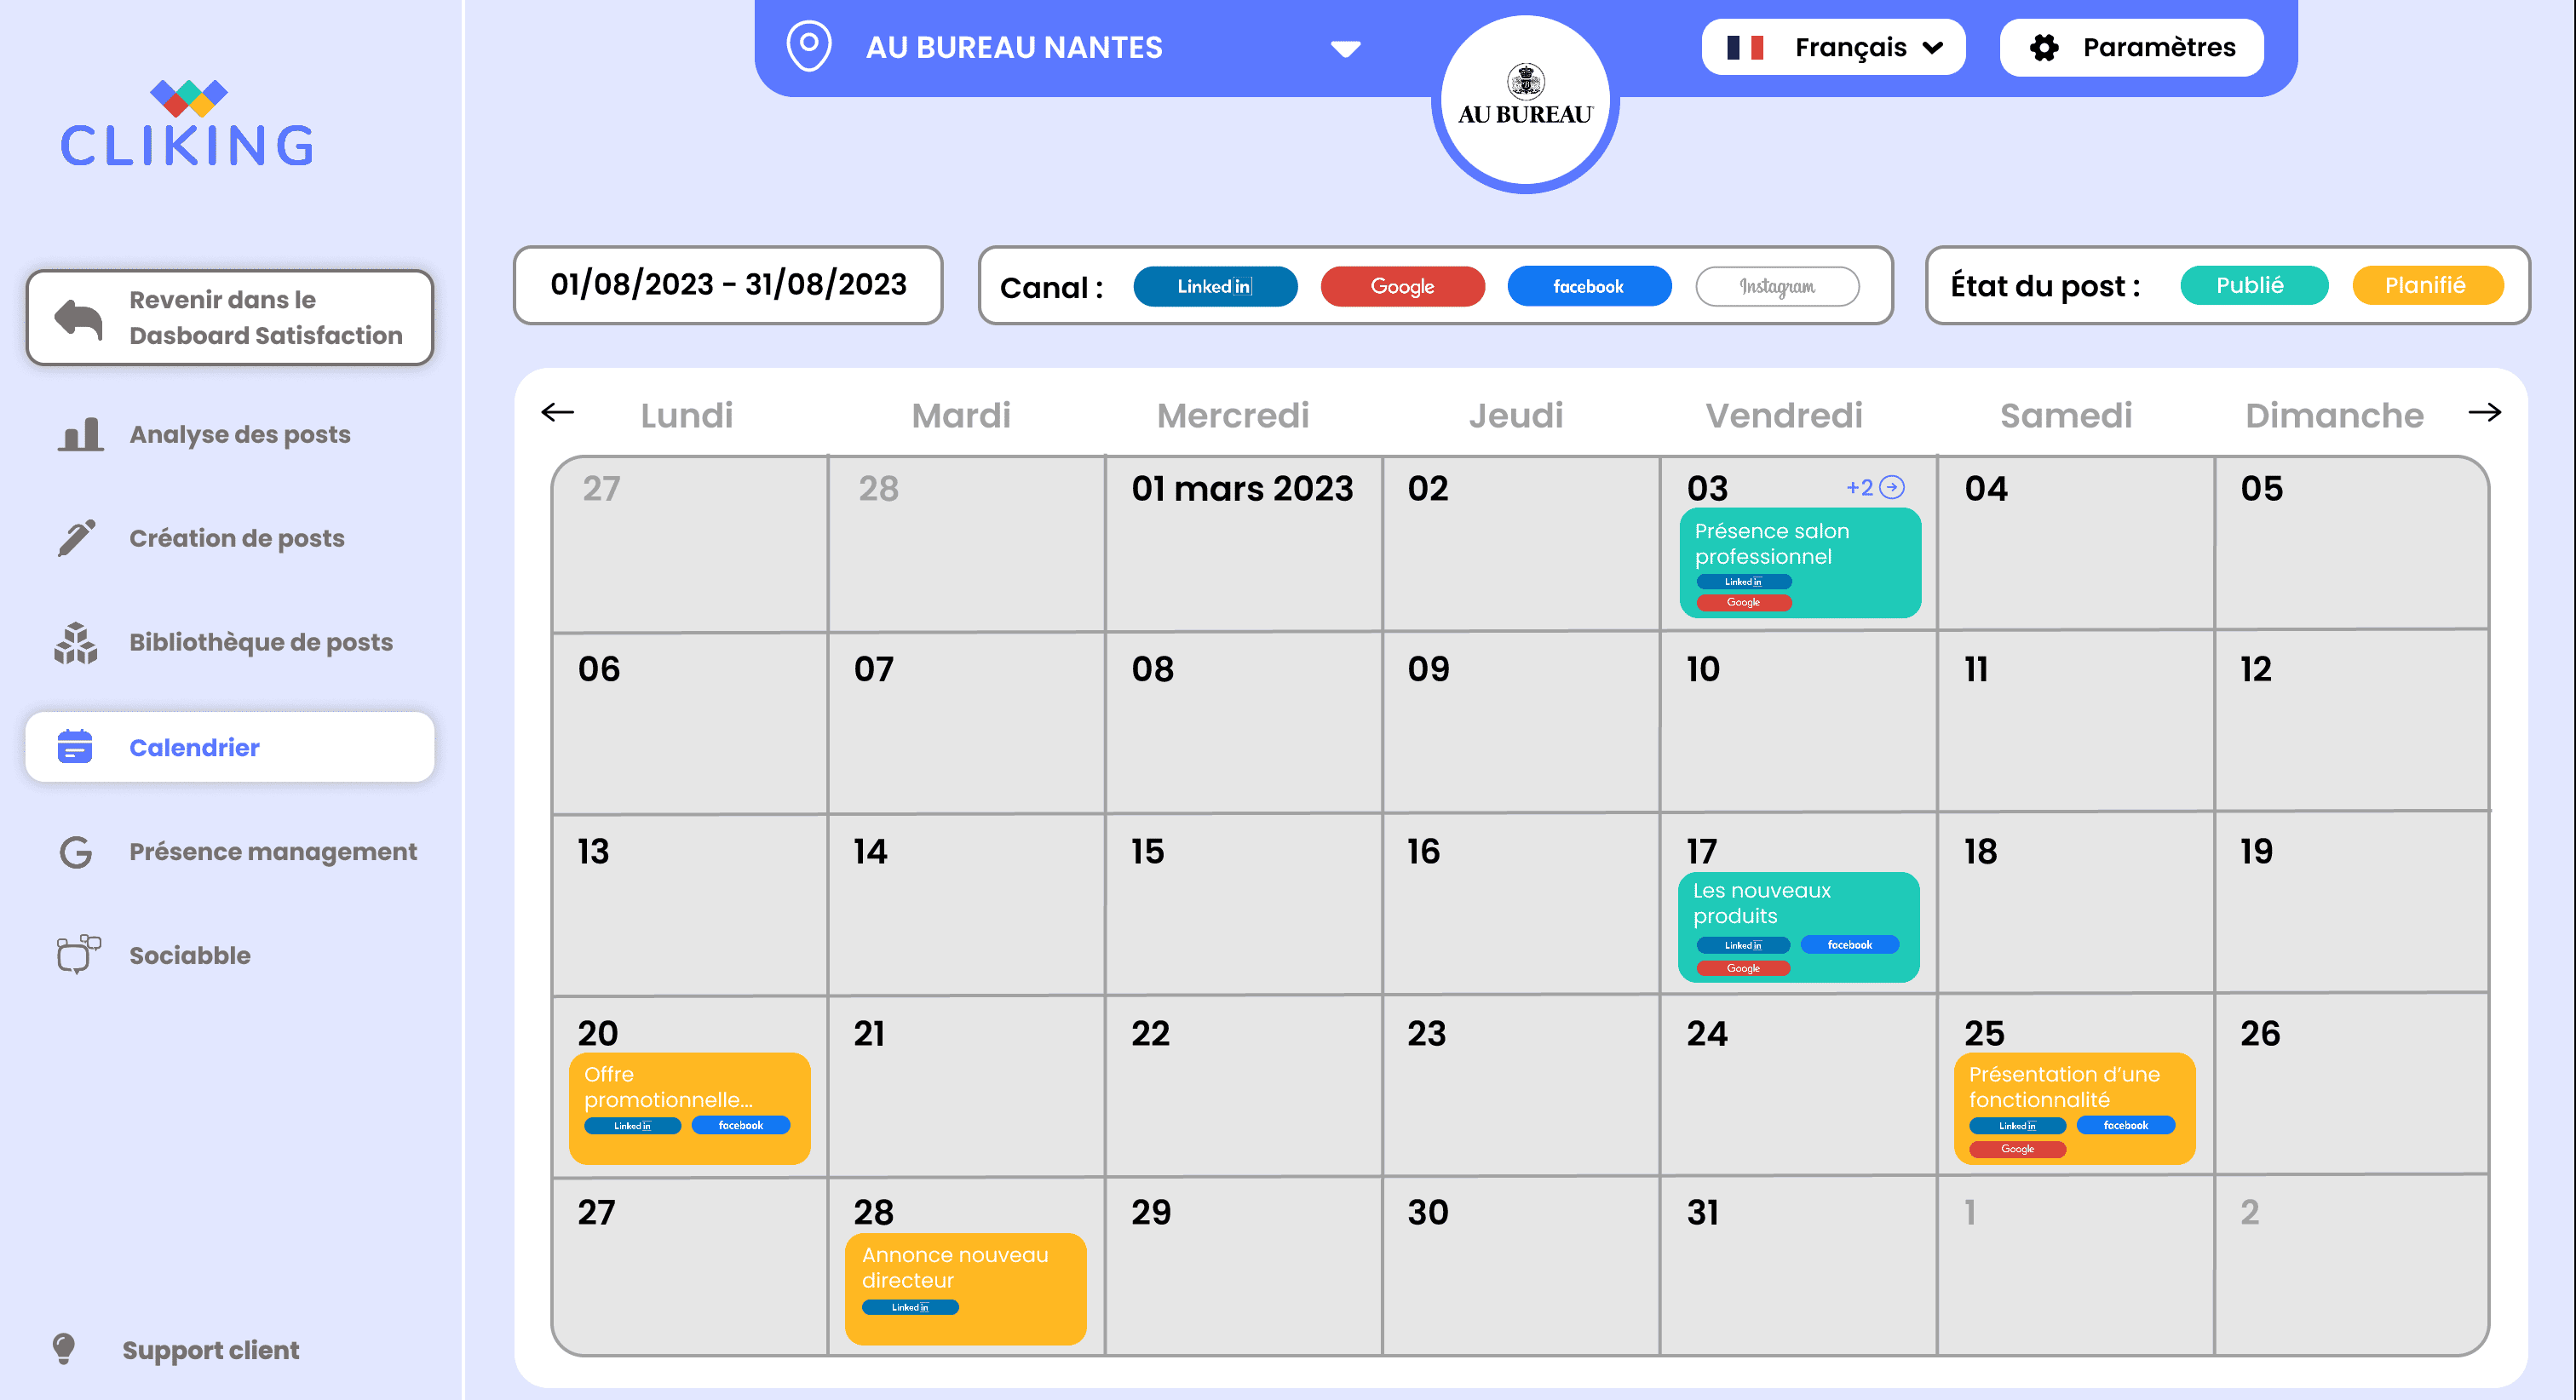 CLIKING
AU BUREAU NANTES
AU BUREAU
Français
Paramètres
Revenir dans le
Dasboard Satisfaction
Analyse des posts
Création de posts
Bibliothèque de posts
Calendrier
Présence management
Sociabble
Support client
01/08/2023 - 31/08/2023
Canal : Linked in Google facebook Instagram
État du post : Publié Planifié
Lundi Mardi Mercredi Jeudi Vendredi Samedi Dimanche
27 28 01 mars 2023 02 03 +2 04 05
Présence salon
professionnel
Linked in
Google
06 07 08 09 10 11 12
13 14 15 16 17 18 19
Les nouveaux
produits
Linked in facebook
Google
20 21 22 23 24 25 26
Offre
promotionnelle...
Linked in facebook
Présentation d'une
fonctionnalité
Linked in facebook
Google
27 28 29 30 31 1 2
Annonce nouveau
directeur
Linked in